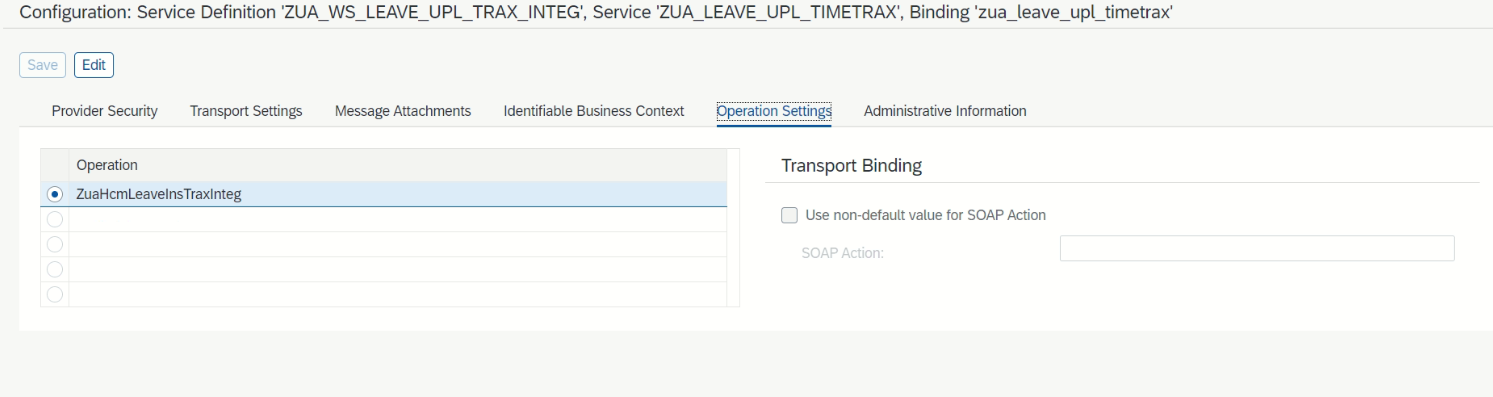 Configuration: Service Definition 'ZUA_WS_LEAVE_UPL_TRAX_INTEG', Service 'ZUA_LEAVE_UPL_TIMETRAX', Binding 'zua_leave_upl_timetrax'
Save Edit
Provider Security Transport Settings Message Attachments Identifiable Business Context Operation Settings Administrative Information
Operation
ZuaHcmLeaveInsTraxInteg
Transport Binding
Use non-default value for SOAP Action
SOAP Action: